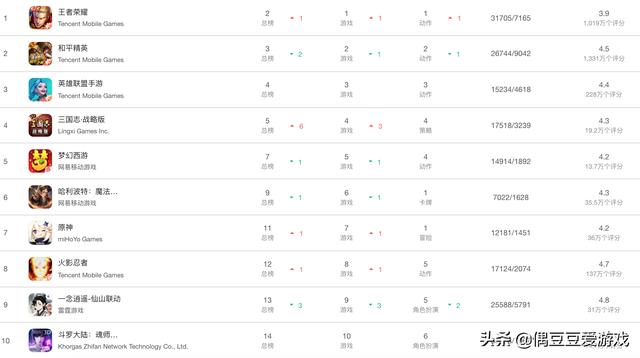 1 王者荣耀 2 ▲ 1 1 ▲ 1 1 ▲ 1 31705/7165 3.9
Tencent Mobile Games 总榜 游戏 动作 1,019万个评分
2 和平精英 3 ▼ 2 2 ▼ 1 2 ▼ 1 26744/9042 4.5
Tencent Mobile Games 总榜 游戏 动作 1,331万个评分
3 英雄联盟手游 4 3 3 15234/4618 4.4
Tencent Mobile Games 总榜 游戏 动作 228万个评分
4 三国志·战略版 5 ▲ 6 4 ▲ 3 4 17518/3239 4.3
Lingxi Games Inc. 总榜 游戏 策略 19.2万个评分
5 梦幻西游 7 ▼ 1 5 ▼ 1 4 14914/1892 4.2
网易移动游戏 总榜 游戏 动作 13.7万个评分
6 哈利波特：魔法... 9 ▼ 1 6 ▼ 1 1 7022/1628 4.3
网易移动游戏 总榜 游戏 卡牌 35.5万个评分
7 原神 11 ▲ 1 7 ▲ 1 1 12181/1451 4.2
miHoYo Games 总榜 游戏 冒险 36万个评分
8 火影忍者 12 ▲ 1 8 ▲ 1 5 17124/2074 4.7
Tencent Mobile Games 总榜 游戏 动作 137万个评分
9 一念逍遥-仙山联动 13 ▼ 3 9 ▼ 3 5 ▼ 2 25588/5791 4.8
雷霆游戏 总榜 游戏 角色扮演 31万个评分
10 斗罗大陆：魂师... 14 10 6
Khorgas Zhifan Network Technology Co., Ltd. 总榜 游戏 角色扮演
头条 @偶豆豆爱游戏